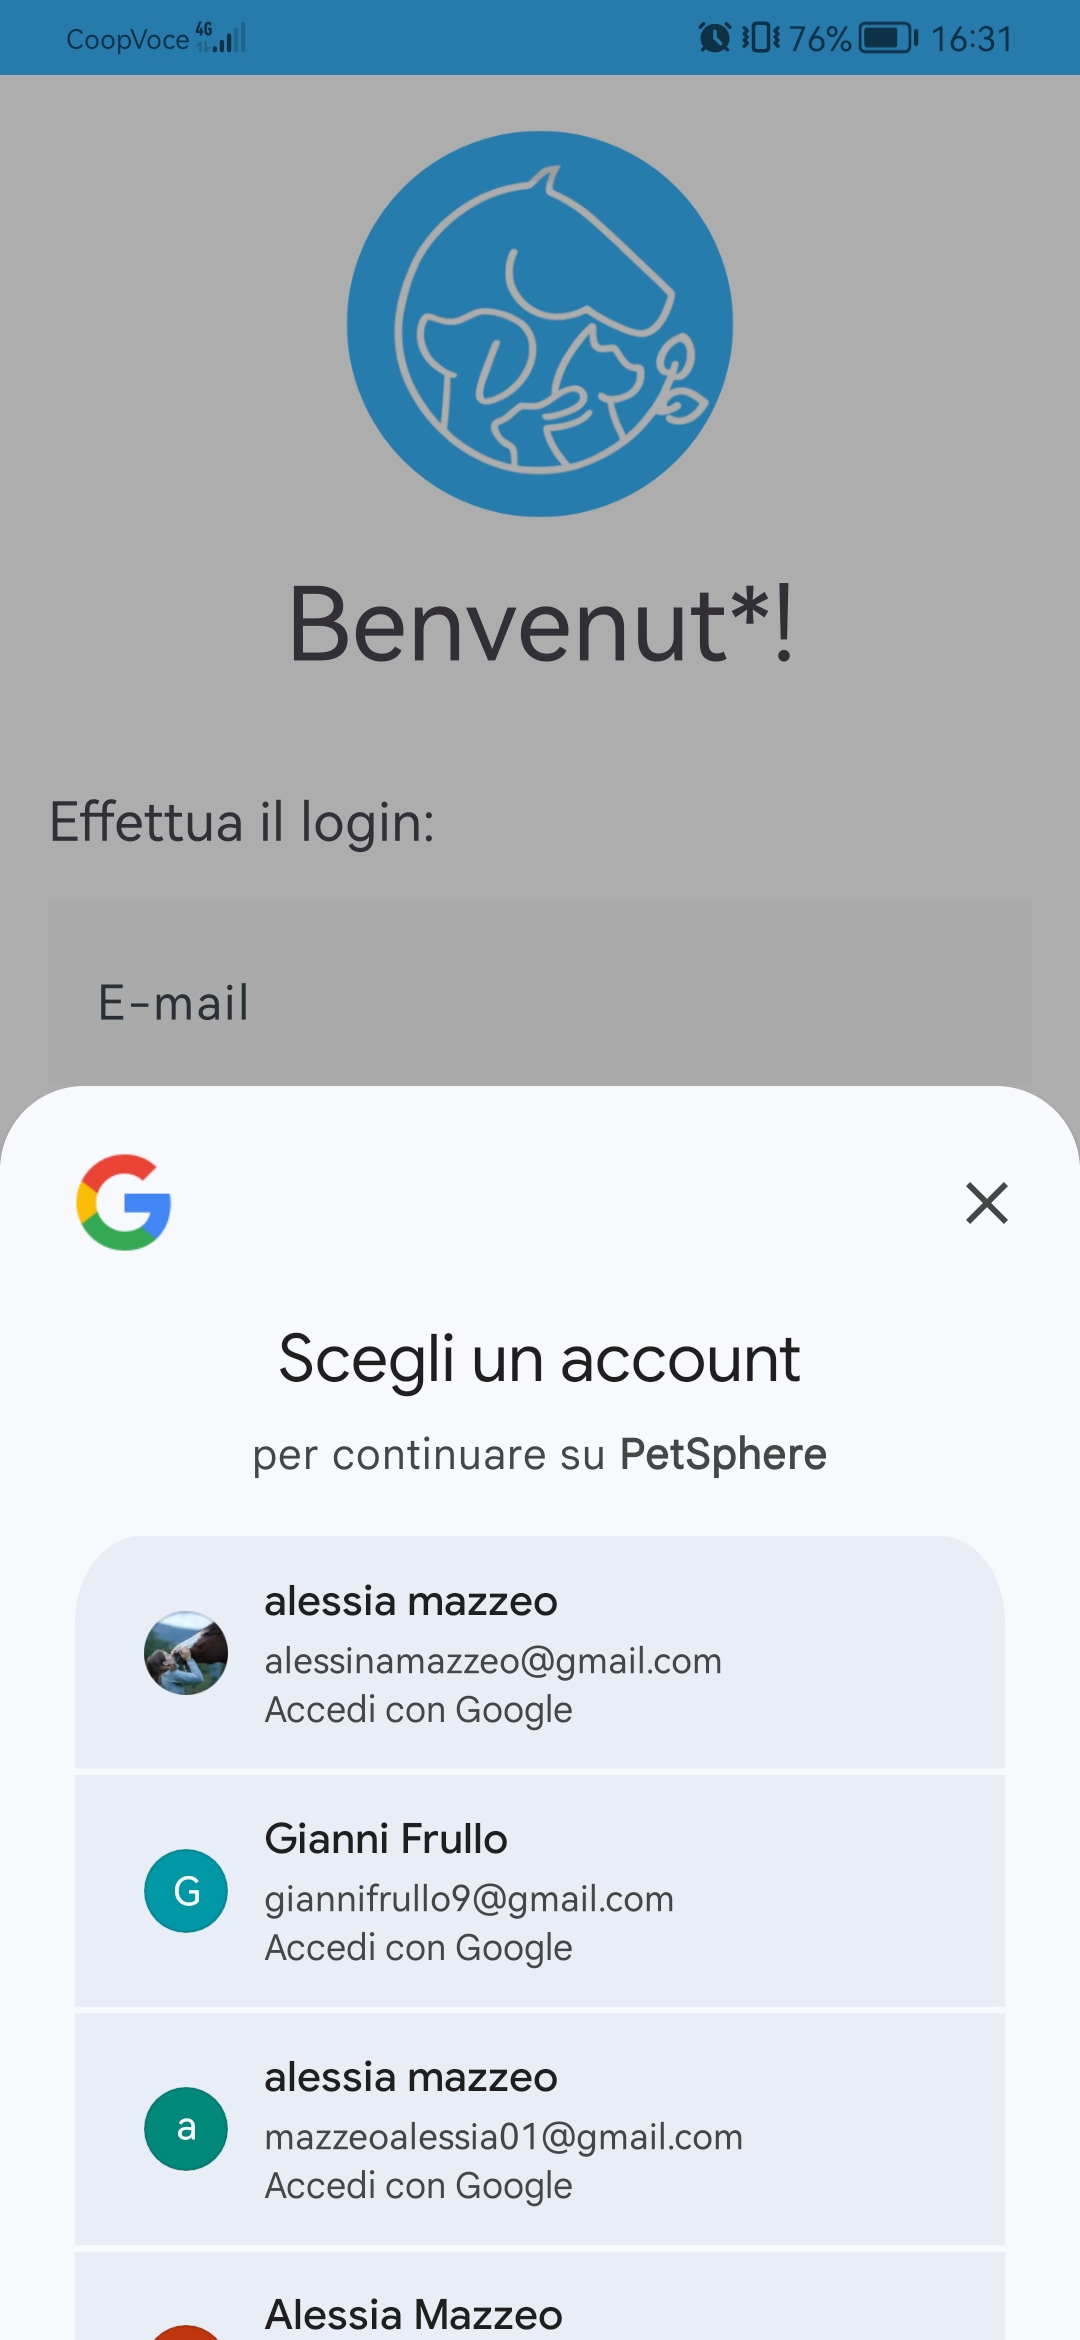 CoopVoce 4G 76% 16:31
Benvenut*!
Effettua il login:
E-mail
Scegli un account
per continuare su PetSphere
alessia mazzeo
alessinamazzeo@gmail.com
Accedi con Google
G
Gianni Frullo
giannifrullo9@gmail.com
Accedi con Google
a
alessia mazzeo
mazzeoalessia01@gmail.com
Accedi con Google
Alessia Mazzeo